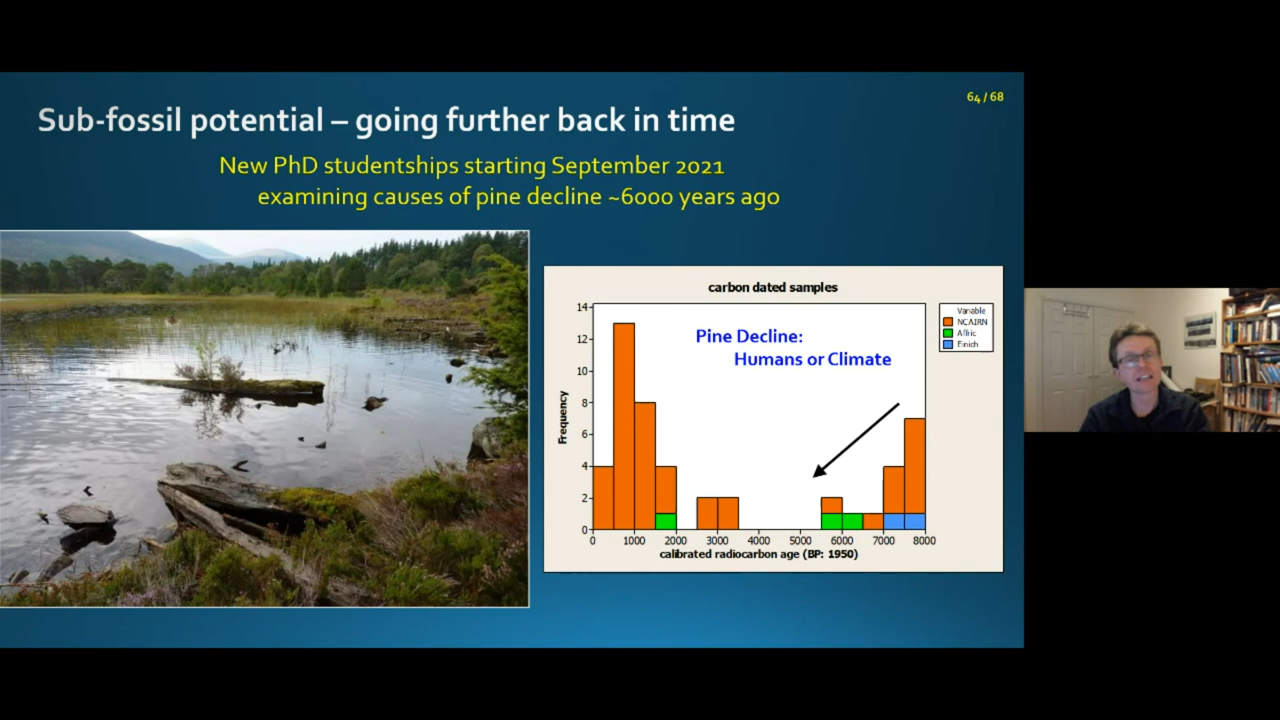 64 / 68
Sub-fossil potential – going further back in time
New PhD studentships starting September 2021
examining causes of pine decline ~6000 years ago
carbon dated samples
Pine Decline:
Humans or Climate
Variable
NCAIRN
Affric
Einich
Frequency
14
12
10
8
6
4
2
0
0 1000 2000 3000 4000 5000 6000 7000 8000
calibrated radiocarbon age (BP: 1950)